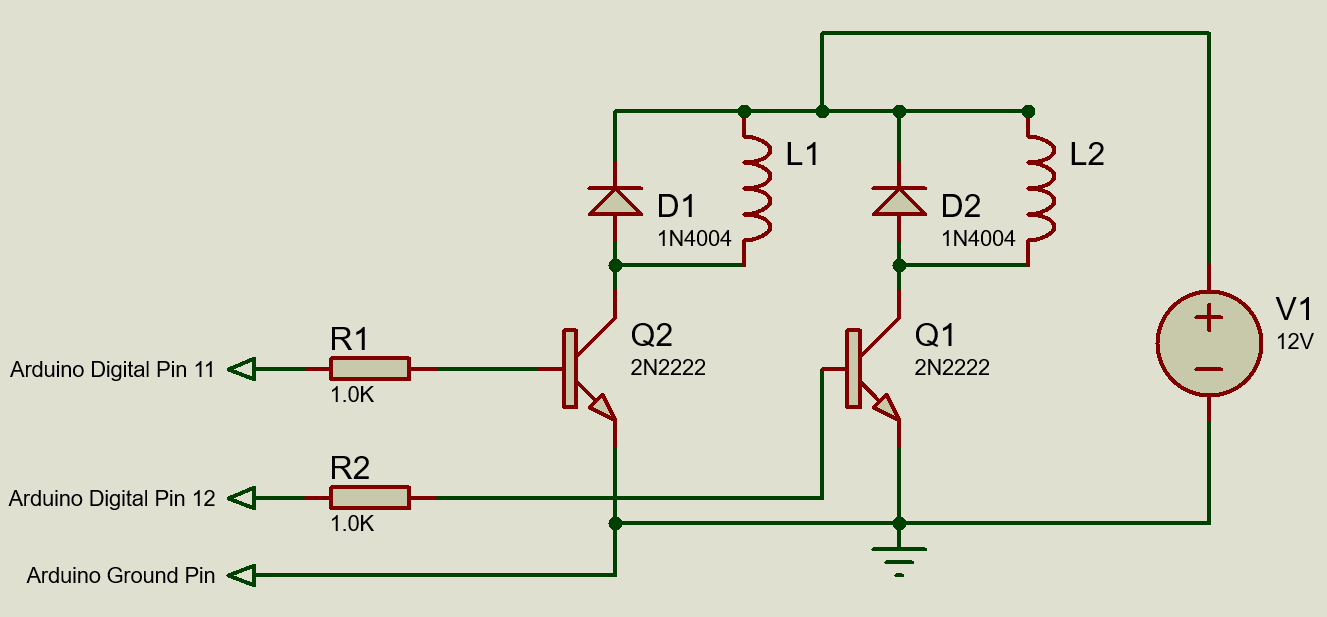 L1
L2
D1
1N4004
D2
1N4004
V1
12V
R1
1.0K
Q2
2N2222
Q1
2N2222
Arduino Digital Pin 11
R2
1.0K
Arduino Digital Pin 12
Arduino Ground Pin